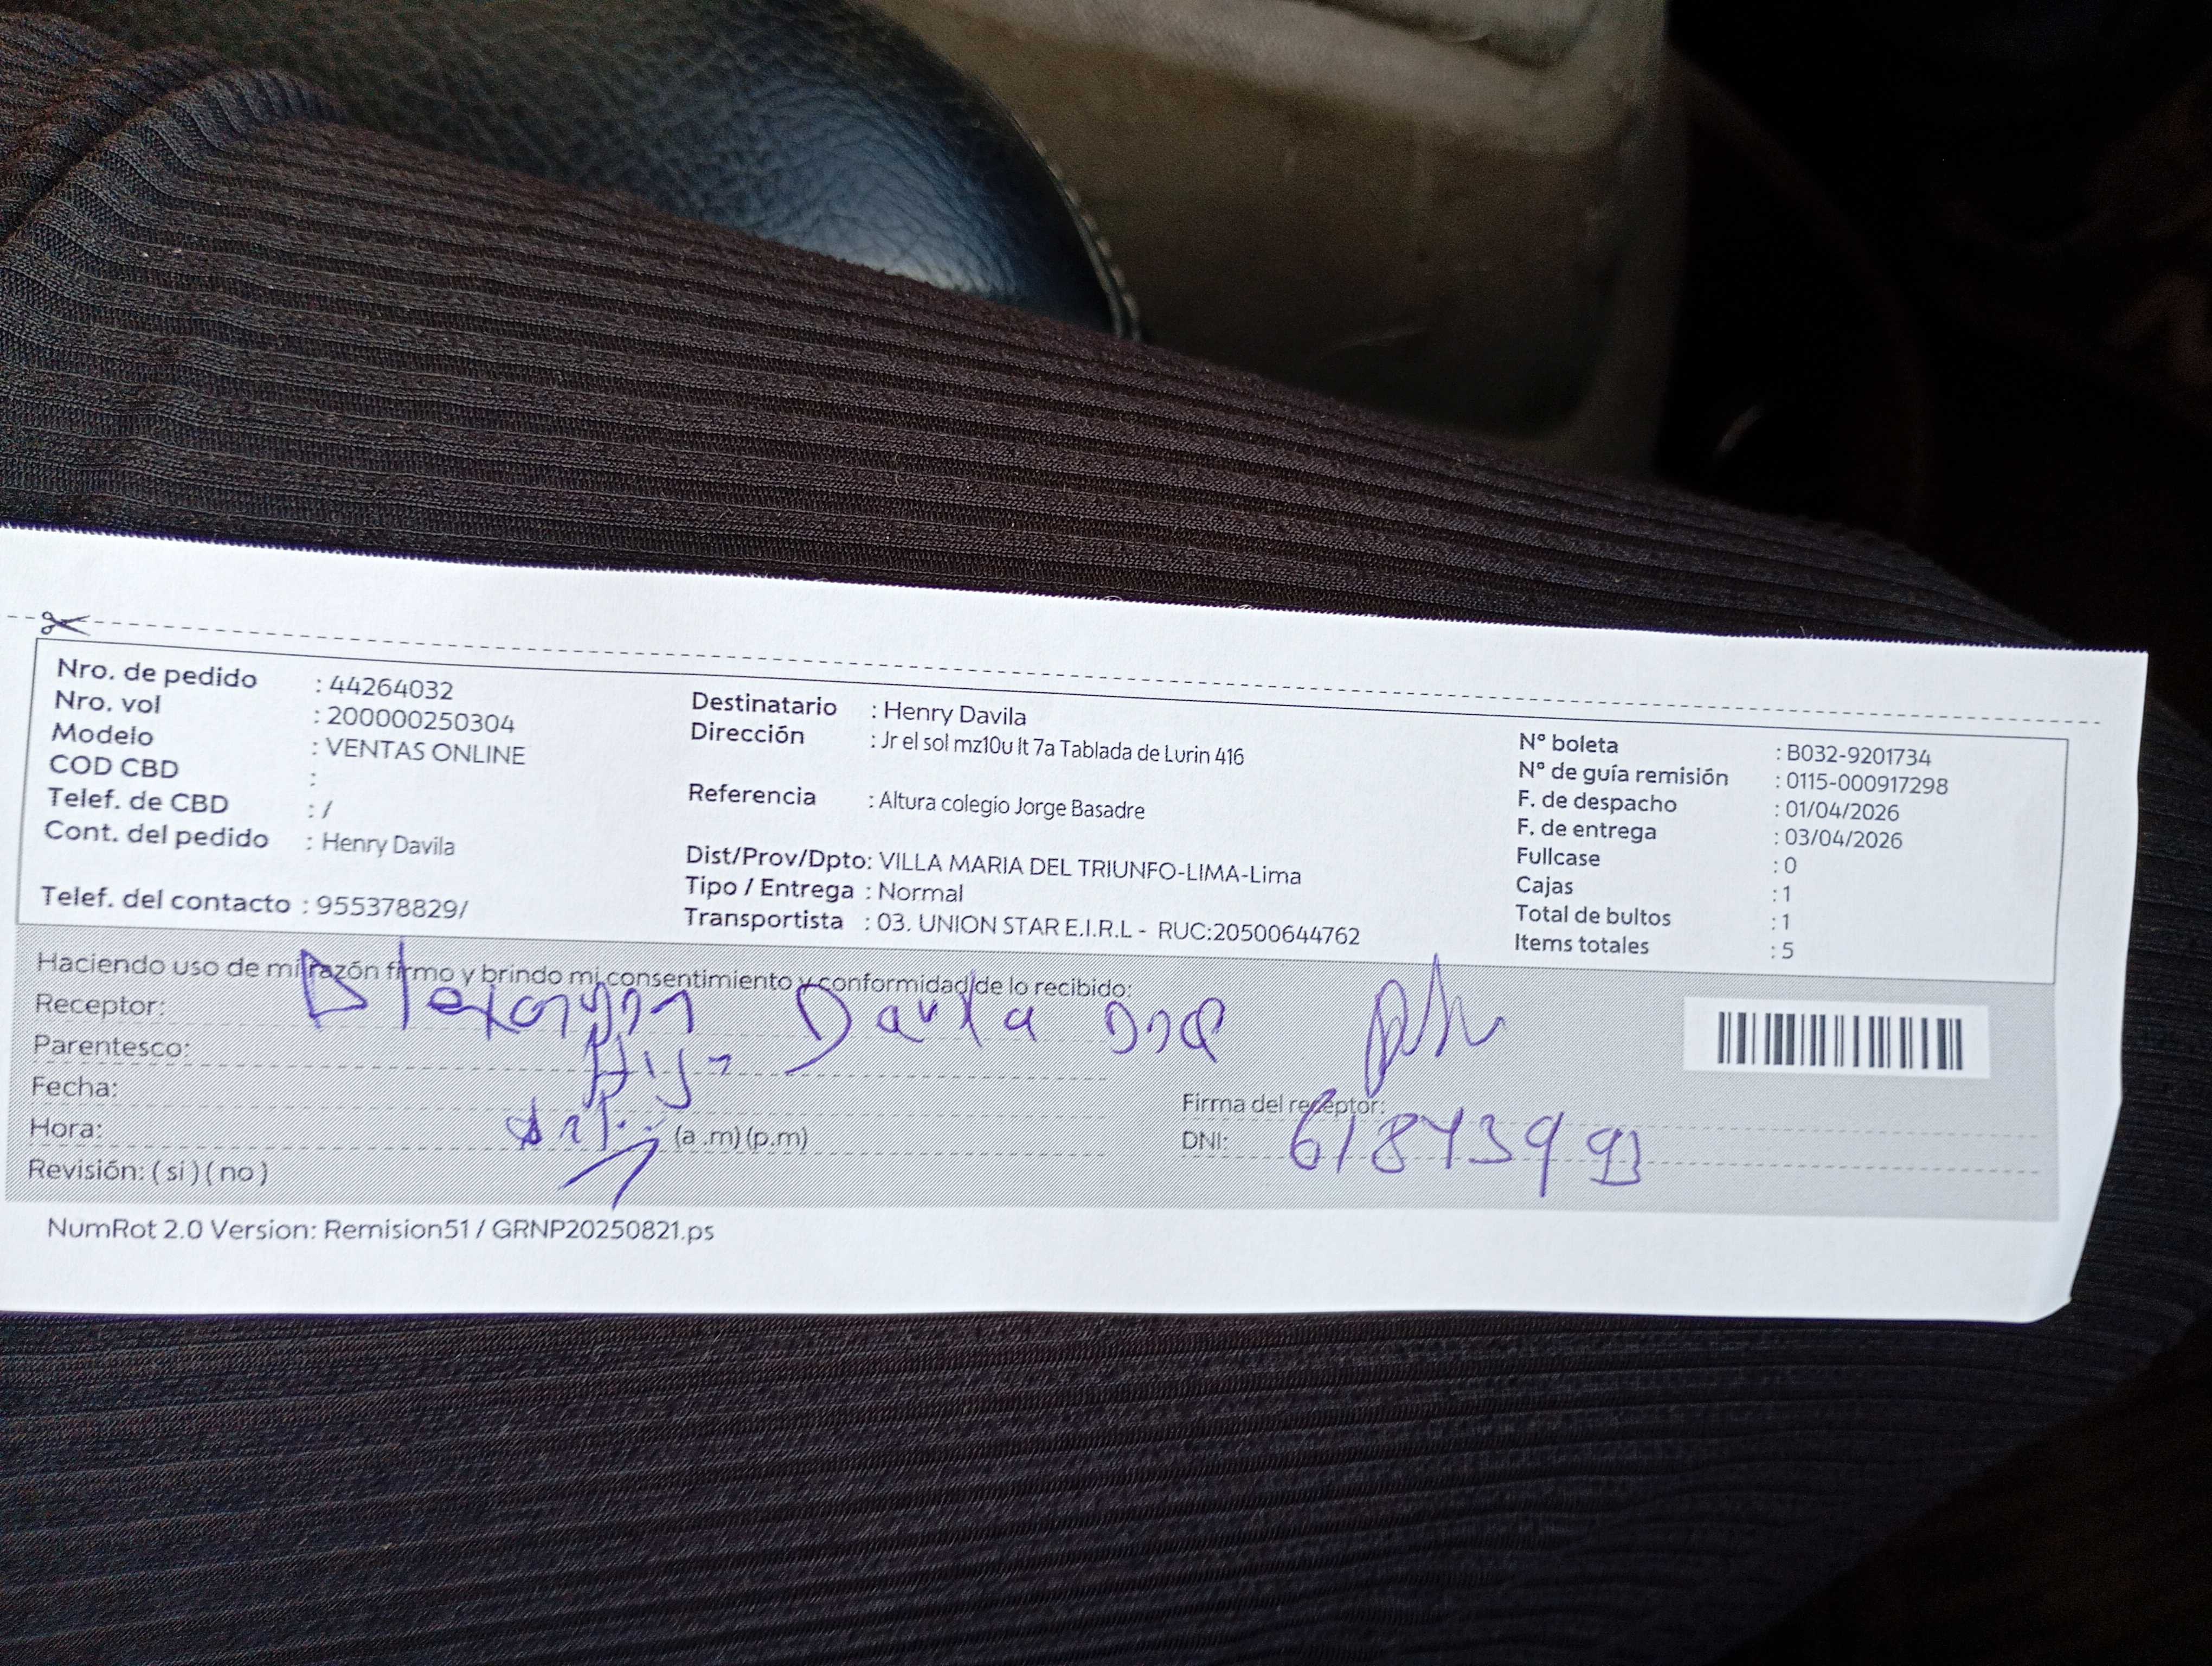 Nro. de pedido : 44264032
Nro. vol : 200000250304
Modelo : VENTAS ONLINE
COD CBD :
Telef. de CBD : /
Cont. del pedido : Henry Davila
Telef. del contacto : 955378829/
Destinatario : Henry Davila
Dirección : Jr el sol mz10u lt 7a Tablada de Lurin 416
Referencia : Altura colegio Jorge Basadre
Dist/Prov/Dpto: VILLA MARIA DEL TRIUNFO-LIMA-Lima
Tipo / Entrega : Normal
Transportista : 03. UNION STAR E.I.R.L - RUC:20500644762
N° boleta : B032-9201734
N° de guía remisión : 0115-000917298
F. de despacho : 01/04/2026
F. de entrega : 03/04/2026
Fullcase : 0
Cajas : 1
Total de bultos : 1
Items totales : 5
Haciendo uso de mi razón firmo y brindo mi consentimiento y conformidad de lo recibido:
Receptor: Davila
Parentesco: Hijo
Fecha:
Hora: (a .m) (p.m)
Revisión: ( si ) ( no )
Firma del receptor:
DNI:
NumRot 2.0 Version: Remision51 / GRNP20250821.ps